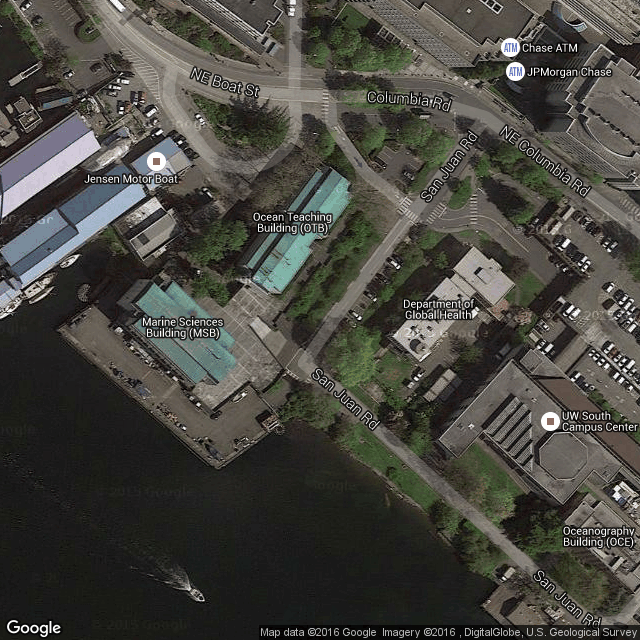 ATM Chase ATM
ATM JPMorgan Chase
NE Boat St
Columbia Rd
NE Columbia Rd
San Juan Rd
Jensen Motor Boat
Ocean Teaching
Building (OTB)
Department of
Global Health
Marine Sciences
Building (MSB)
San Juan Rd
UW South
Campus Center
Oceanography
Building (OCE)
San Juan Rd
Google
Map data ©2016 Google Imagery ©2016 , DigitalGlobe, U.S. Geological Survey